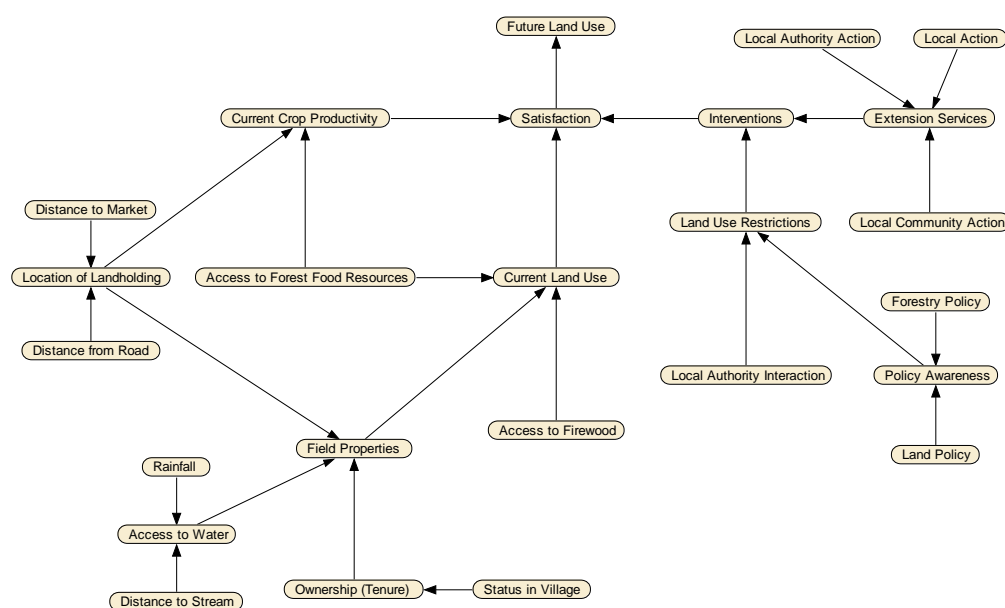 Future Land Use
Local Authority Action
Local Action
Current Crop Productivity
Satisfaction
Interventions
Extension Services
Distance to Market
Land Use Restrictions
Local Community Action
Location of Landholding
Access to Forest Food Resources
Current Land Use
Forestry Policy
Distance from Road
Local Authority Interaction
Policy Awareness
Access to Firewood
Field Properties
Land Policy
Rainfall
Access to Water
Ownership (Tenure)
Status in Village
Distance to Stream